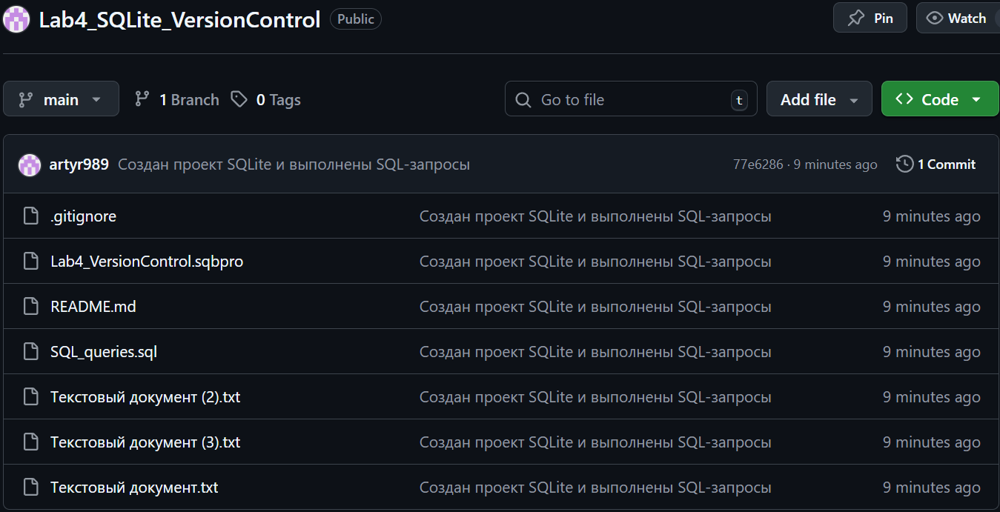 Lab4_SQLite_VersionControl Public Pin Watch
main 1 Branch 0 Tags Go to file t Add file Code
artyr989 Создан проект SQLite и выполнены SQL-запросы 77e6286 · 9 minutes ago 1 Commit
.gitignore Создан проект SQLite и выполнены SQL-запросы 9 minutes ago
Lab4_VersionControl.sqbpro Создан проект SQLite и выполнены SQL-запросы 9 minutes ago
README.md Создан проект SQLite и выполнены SQL-запросы 9 minutes ago
SQL_queries.sql Создан проект SQLite и выполнены SQL-запросы 9 minutes ago
Текстовый документ (2).txt Создан проект SQLite и выполнены SQL-запросы 9 minutes ago
Текстовый документ (3).txt Создан проект SQLite и выполнены SQL-запросы 9 minutes ago
Текстовый документ.txt Создан проект SQLite и выполнены SQL-запросы 9 minutes ago